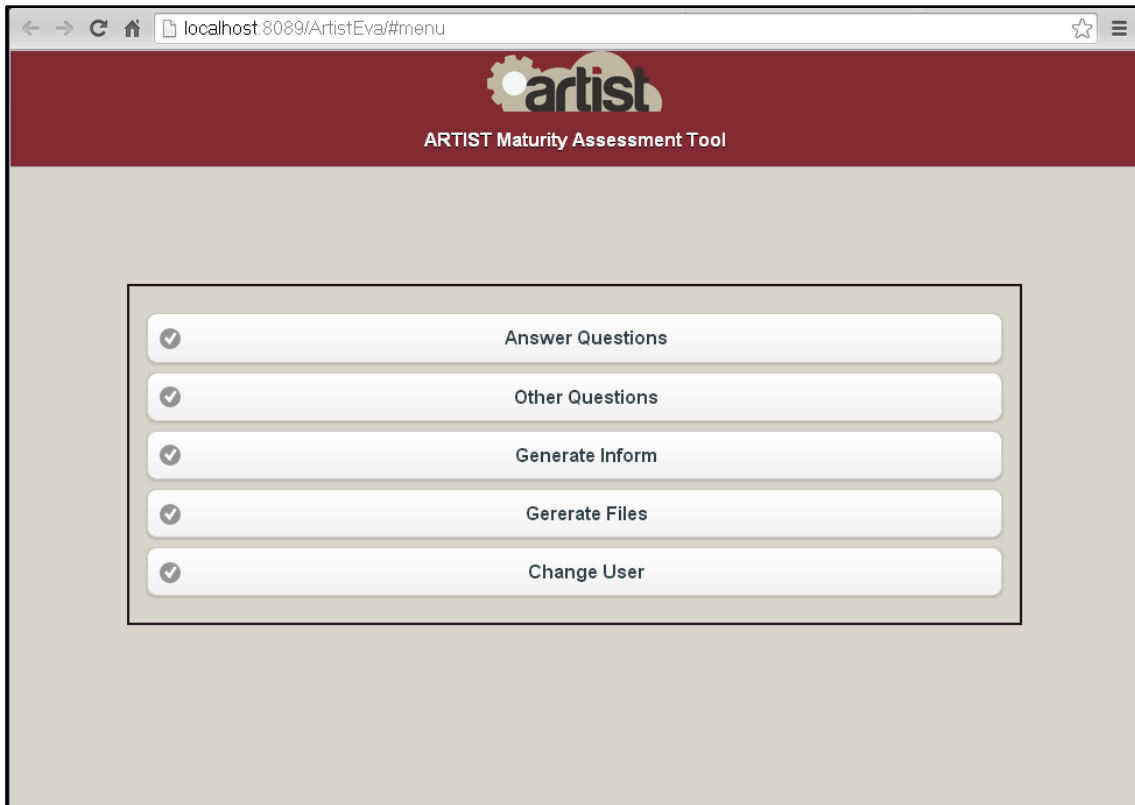 localhost:8089/ArtistEva/#menu
artist
ARTIST Maturity Assessment Tool
Answer Questions
Other Questions
Generate Inform
Gererate Files
Change User